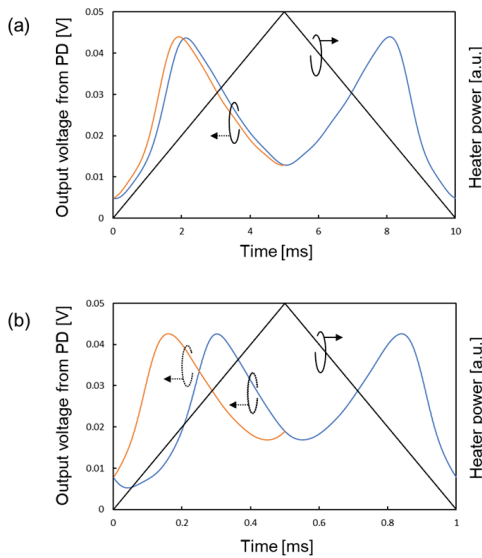 (a)
Output voltage from PD [V]
0.05
0.04
0.03
0.02
0.01
0
0 2 4 6 8 10
Time [ms]
Heater power [a.u.]
(b)
Output voltage from PD [V]
0.05
0.04
0.03
0.02
0.01
0
0 0.2 0.4 0.6 0.8 1
Time [ms]
Heater power [a.u.]